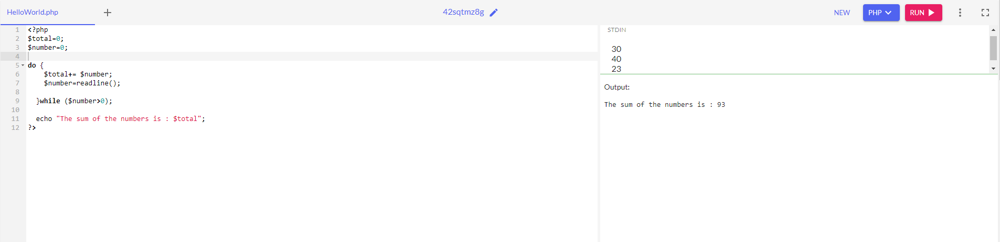 HelloWorld.php + 42sqtmz8g NEW PHP RUN
1 <?php
2 $total=0;
3 $number=0;
4
5 do {
6     $total+= $number;
7     $number=readline();
8
9   }while ($number>0);
10
11   echo "The sum of the numbers is : $total";
12 ?>
STDIN
30
40
23
Output:
The sum of the numbers is : 93